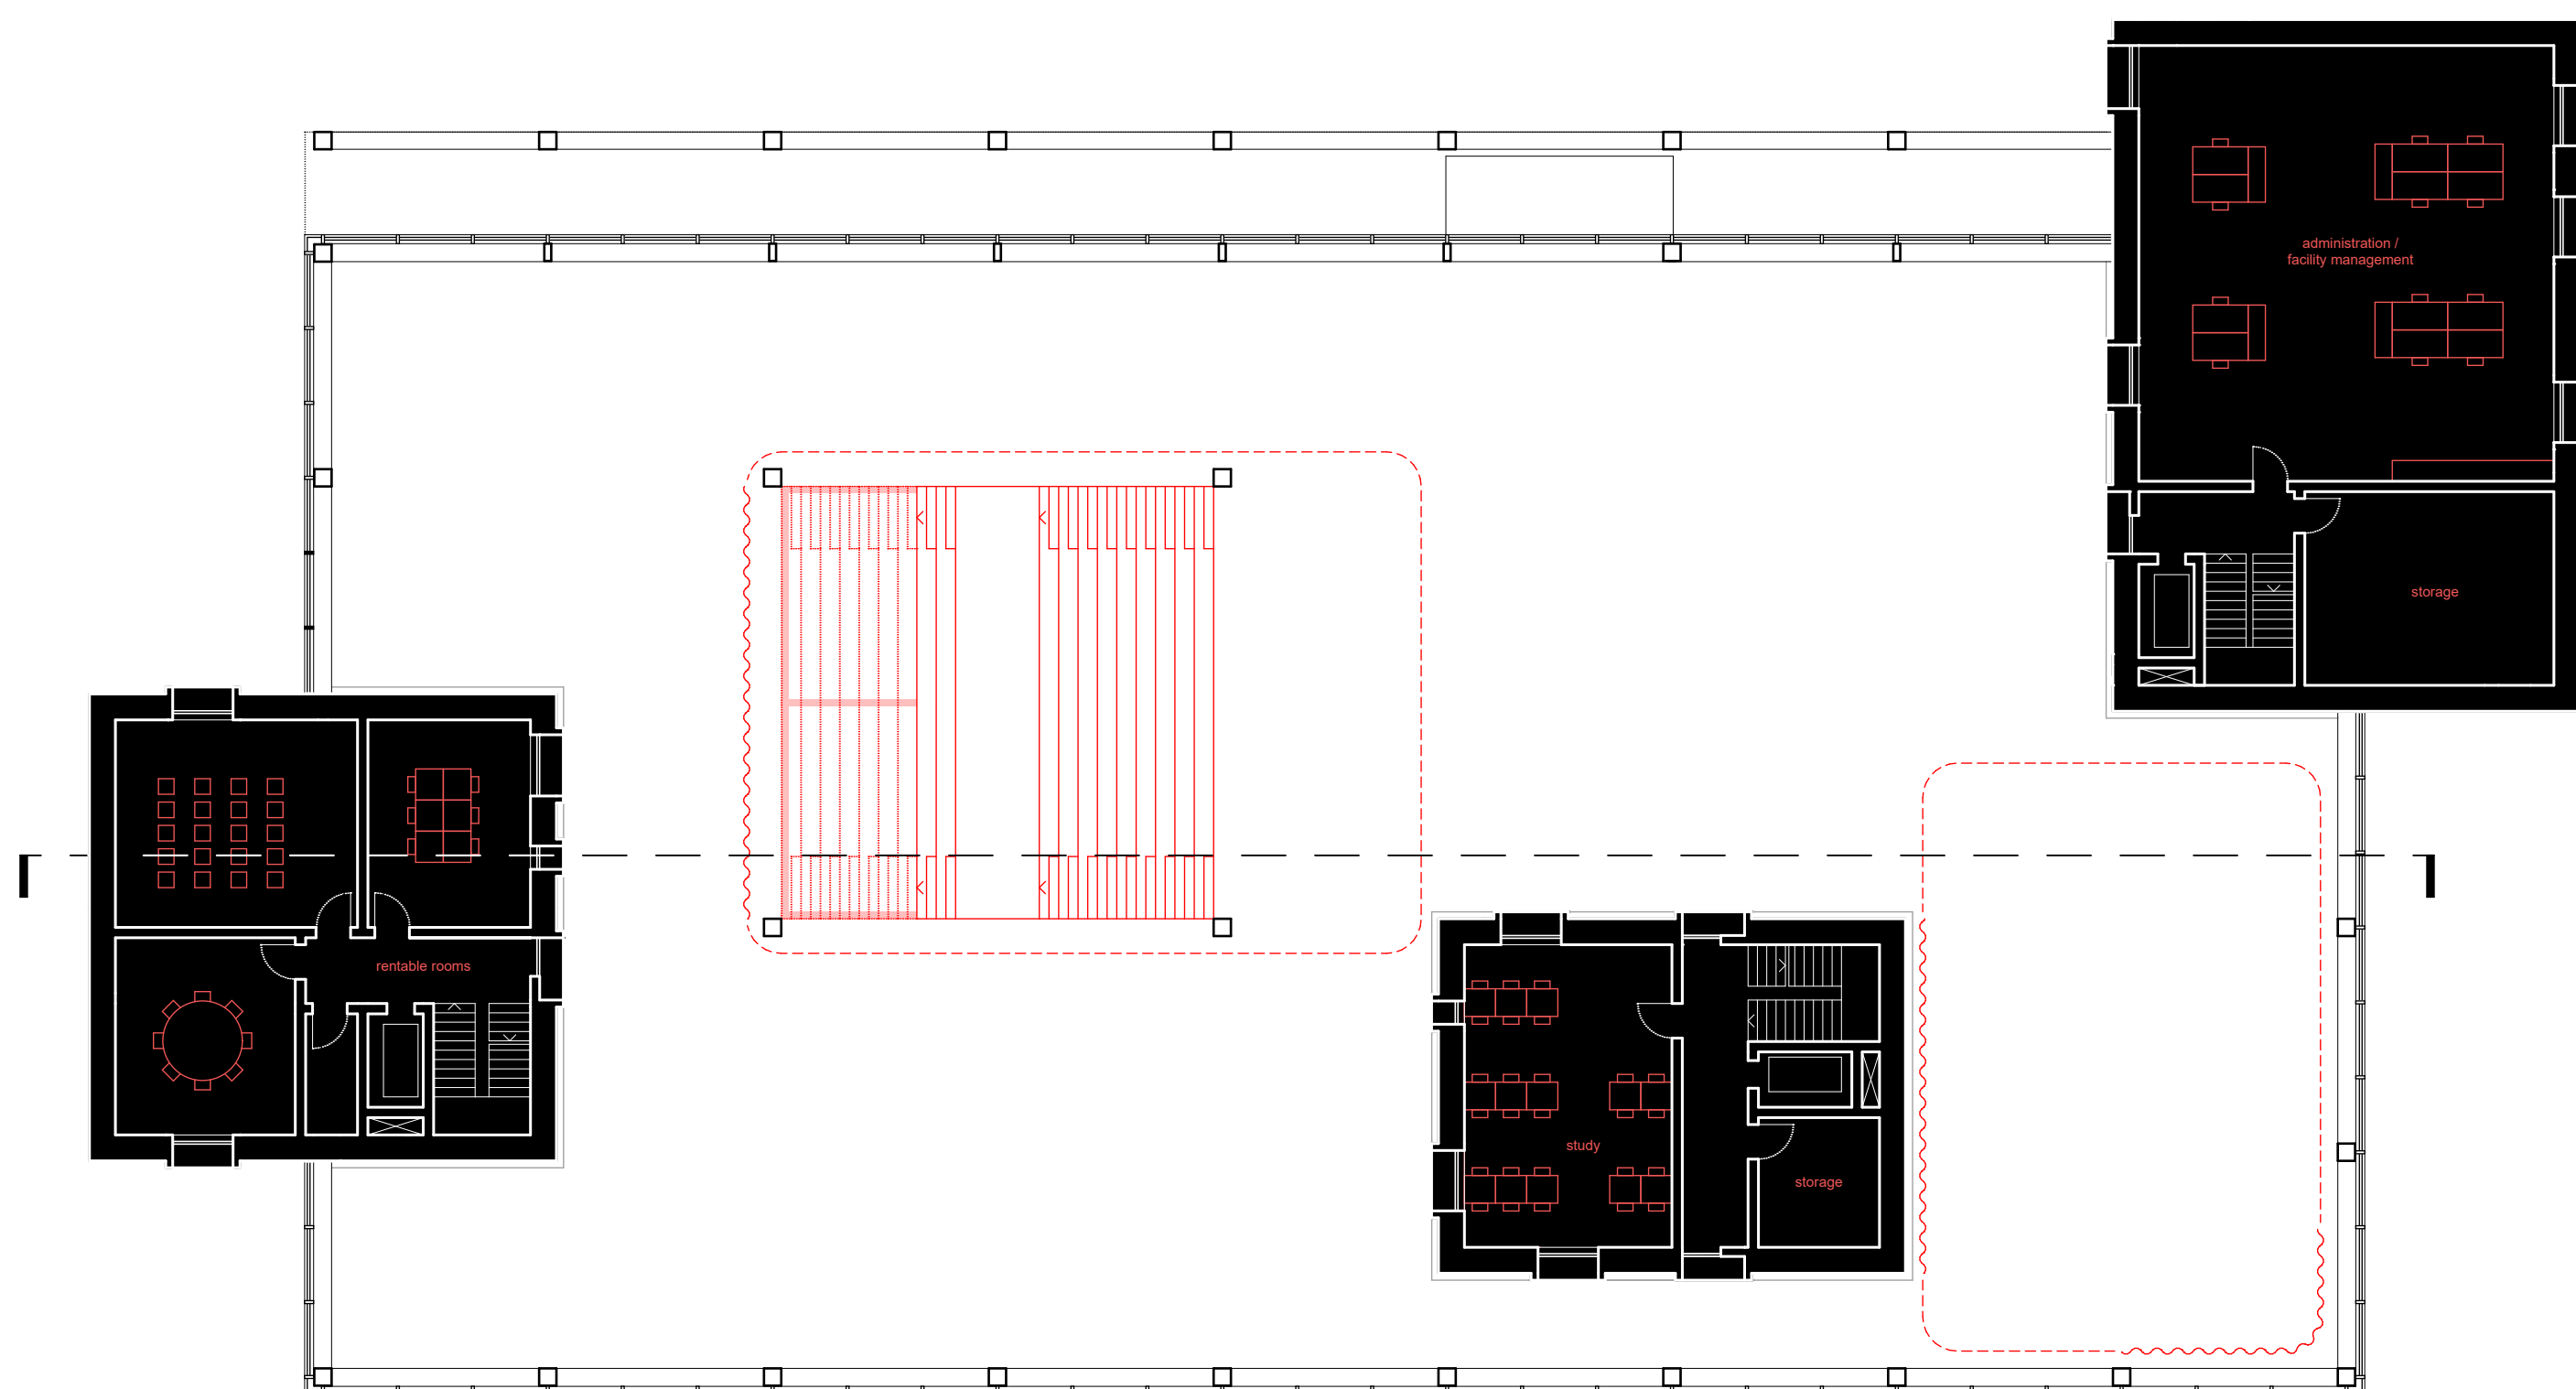 administration /
facility management
storage
rentable rooms
study
storage